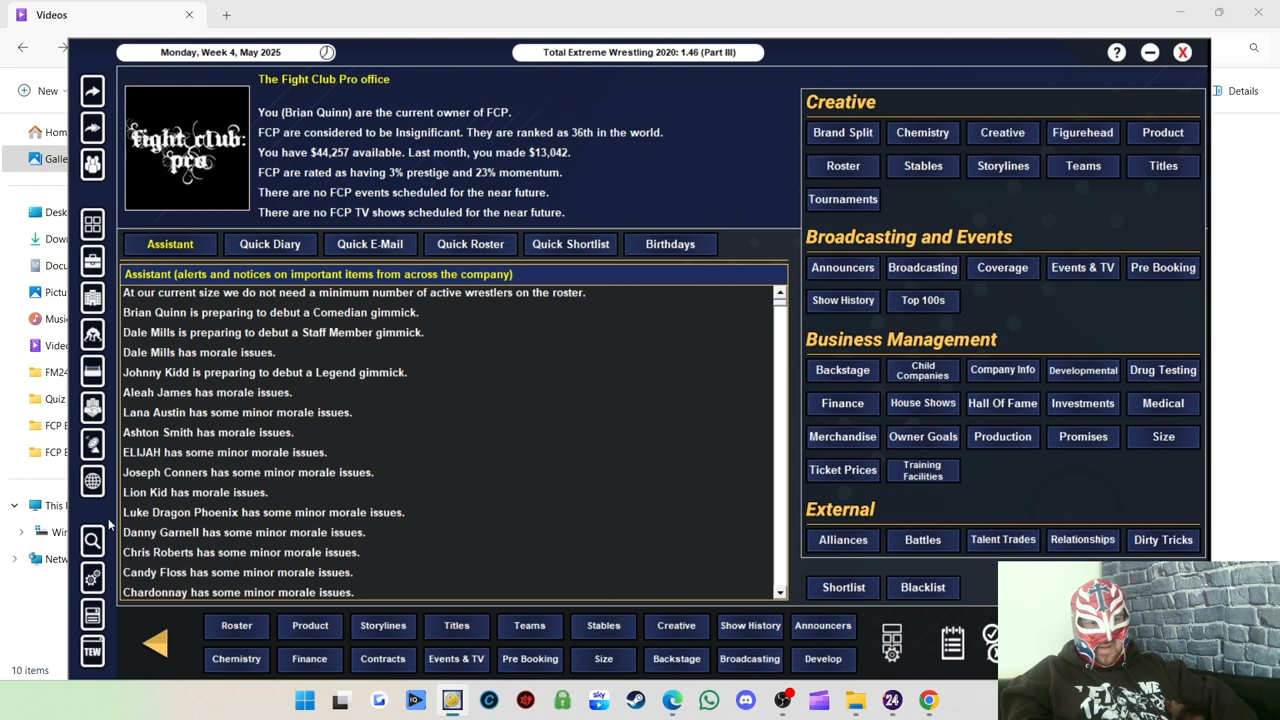 Videos
Monday, Week 4, May 2025
Total Extreme Wrestling 2020: 1.46 (Part III)
?
X
New
Details
Hom
Galle
Desk
Down
Docu
Pictu
Music
Video
FM24
Quiz
FCP E
FCP E
This
Netw
10 items
fight club:
pro
The Fight Club Pro office
You (Brian Quinn) are the current owner of FCP.
FCP are considered to be Insignificant. They are ranked as 36th in the world.
You have $44,257 available. Last month, you made $13,042.
FCP are rated as having 3% prestige and 23% momentum.
There are no FCP events scheduled for the near future.
There are no FCP TV shows scheduled for the near future.
Assistant Quick Diary Quick E-Mail Quick Roster Quick Shortlist Birthdays
Assistant (alerts and notices on important items from across the company)
At our current size we do not need a minimum number of active wrestlers on the roster.
Brian Quinn is preparing to debut a Comedian gimmick.
Dale Mills is preparing to debut a Staff Member gimmick.
Dale Mills has morale issues.
Johnny Kidd is preparing to debut a Legend gimmick.
Aleah James has morale issues.
Lana Austin has some minor morale issues.
Ashton Smith has morale issues.
ELIJAH has some minor morale issues.
Joseph Conners has some minor morale issues.
Lion Kid has morale issues.
Luke Dragon Phoenix has some minor morale issues.
Danny Garnell has some minor morale issues.
Chris Roberts has some minor morale issues.
Candy Floss has some minor morale issues.
Chardonnay has some minor morale issues.
Creative
Brand Split Chemistry Creative Figurehead Product
Roster Stables Storylines Teams Titles
Tournaments
Broadcasting and Events
Announcers Broadcasting Coverage Events & TV Pre Booking
Show History Top 100s
Business Management
Backstage Child Companies Company Info Developmental Drug Testing
Finance House Shows Hall Of Fame Investments Medical
Merchandise Owner Goals Production Promises Size
Ticket Prices Training Facilities
External
Alliances Battles Talent Trades Relationships Dirty Tricks
Shortlist Blacklist
Roster Product Storylines Titles Teams Stables Creative Show History Announcers
Chemistry Finance Contracts Events & TV Pre Booking Size Backstage Broadcasting Develop
TEW
sky
24